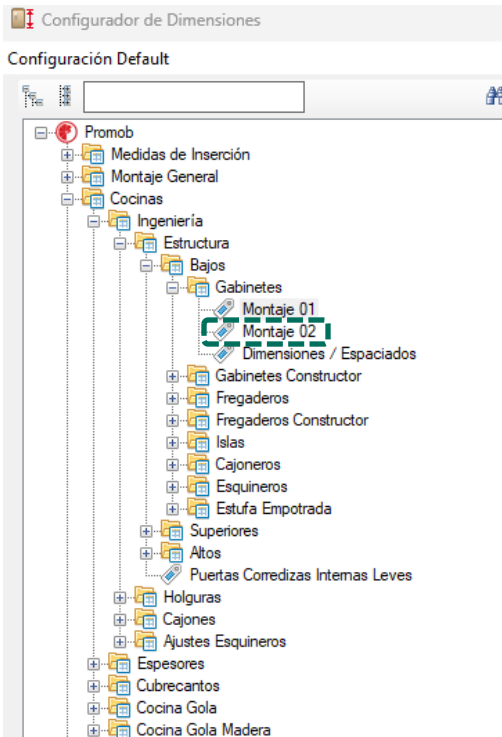 Configurador de Dimensiones
Configuración Default
Promob
Medidas de Inserción
Montaje General
Cocinas
Ingeniería
Estructura
Bajos
Gabinetes
Montaje 01
Montaje 02
Dimensiones / Espaciados
Gabinetes Constructor
Fregaderos
Fregaderos Constructor
Islas
Cajoneros
Esquineros
Estufa Empotrada
Superiores
Altos
Puertas Corredizas Internas Leves
Holguras
Cajones
Ajustes Esquineros
Espesores
Cubrecantos
Cocina Gola
Cocina Gola Madera